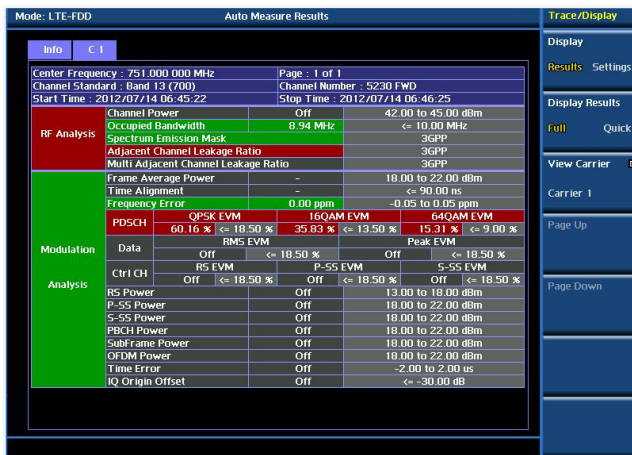 Mode: LTE-FDD Auto Measure Results Trace/Display
Info C 1
Center Frequency : 751.000 000 MHz Page : 1 of 1
Channel Standard : Band 13 (700) Channel Number : 5230 FWD
Start Time : 2012/07/14 06:45:22 Stop Time : 2012/07/14 06:46:25
RF Analysis
Channel Power Off 42.00 to 45.00 dBm
Occupied Bandwidth 8.94 MHz <= 10.00 MHz
Spectrum Emission Mask 3GPP
Adjacent Channel Leakage Ratio 3GPP
Multi Adjacent Channel Leakage Ratio 3GPP
Modulation
Analysis
Frame Average Power - 18.00 to 22.00 dBm
Time Alignment - <= 90.00 ns
Frequency Error 0.00 ppm -0.05 to 0.05 ppm
PDSCH QPSK EVM 16QAM EVM 64QAM EVM
60.16 % <= 18.50 % 35.83 % <= 13.50 % 15.31 % <= 9.00 %
Data RMS EVM Peak EVM
Off <= 18.50 % Off <= 18.50 %
Ctrl CH RS EVM P-SS EVM S-SS EVM
Off <= 18.50 % Off <= 18.50 % Off <= 18.50 %
RS Power Off 13.00 to 18.00 dBm
P-SS Power Off 18.00 to 22.00 dBm
S-SS Power Off 18.00 to 22.00 dBm
PBCH Power Off 18.00 to 22.00 dBm
SubFrame Power Off 18.00 to 22.00 dBm
OFDM Power Off 18.00 to 22.00 dBm
Time Error Off -2.00 to 2.00 us
IQ Origin Offset Off <= -30.00 dB
Display
Results Settings
Display Results
Full Quick
View Carrier
Carrier 1
Page Up
Page Down